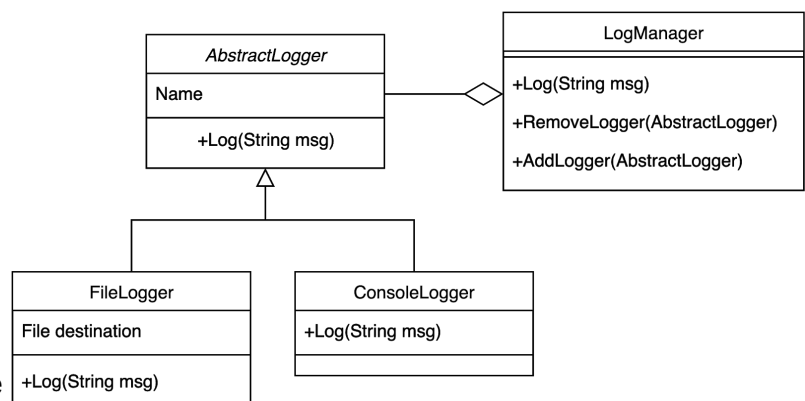 AbstractLogger
Name
+Log(String msg)
LogManager
+Log(String msg)
+RemoveLogger(AbstractLogger)
+AddLogger(AbstractLogger)
FileLogger
File destination
+Log(String msg)
ConsoleLogger
+Log(String msg)